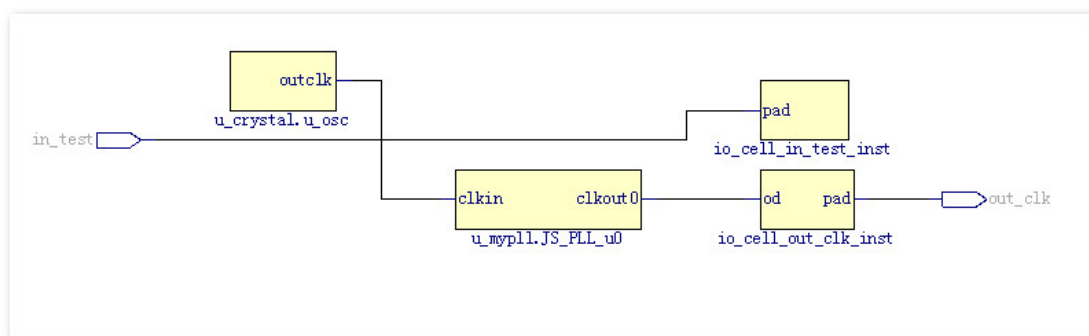 outclk
u_crystal.u_osc
in_test
pad
io_cell_in_test_inst
clkin clkout0
u_mypll.JS_PLL_u0
od pad
io_cell_out_clk_inst
out_clk